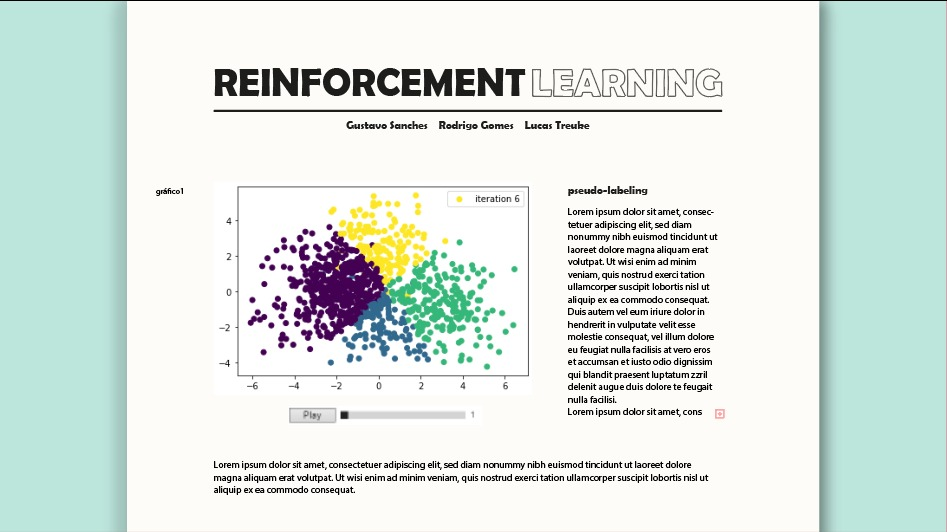 REINFORCEMENT LEARNING
Gustavo Sanches Rodrigo Gomes Lucas Treuke
gráfico1
iteration 6
4
2
0
−2
−4
−6 −4 −2 0 2 4 6
Play 1
pseudo-labeling
Lorem ipsum dolor sit amet, consec-
tetuer adipiscing elit, sed diam
nonummy nibh euismod tincidunt ut
laoreet dolore magna aliquam erat
volutpat. Ut wisi enim ad minim
veniam, quis nostrud exerci tation
ullamcorper suscipit lobortis nisl ut
aliquip ex ea commodo consequat.
Duis autem vel eum iriure dolor in
hendrerit in vulputate velit esse
molestie consequat, vel illum dolore
eu feugiat nulla facilisis at vero eros
et accumsan et iusto odio dignissim
qui blandit praesent luptatum zzril
delenit augue duis dolore te feugait
nulla facilisi.
Lorem ipsum dolor sit amet, cons
Lorem ipsum dolor sit amet, consectetuer adipiscing elit, sed diam nonummy nibh euismod tincidunt ut laoreet dolore
magna aliquam erat volutpat. Ut wisi enim ad minim veniam, quis nostrud exerci tation ullamcorper suscipit lobortis nisl ut
aliquip ex ea commodo consequat.